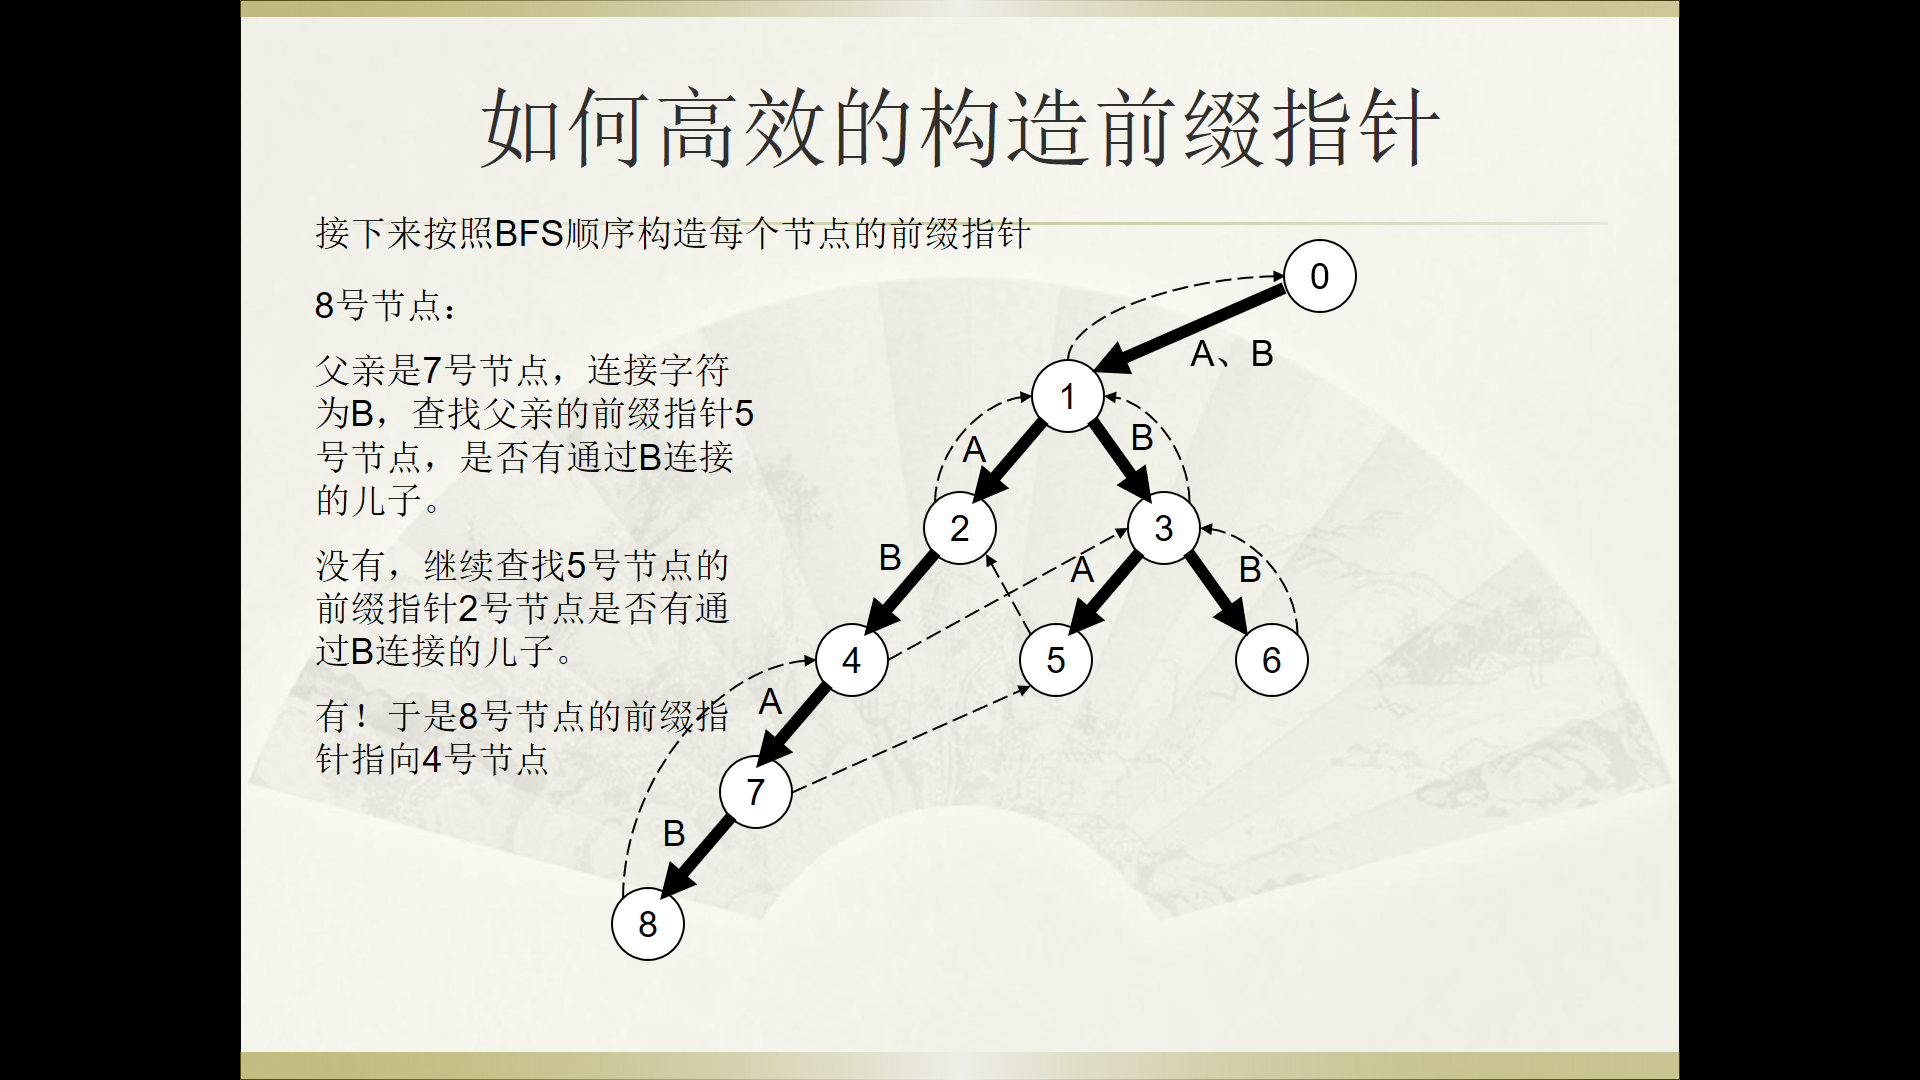 如何高效的构造前缀指针
接下来按照BFS顺序构造每个节点的前缀指针
8号节点：
父亲是7号节点，连接字符
为B，查找父亲的前缀指针5
号节点，是否有通过B连接
的儿子。
没有，继续查找5号节点的
前缀指针2号节点是否有通
过B连接的儿子。
有！于是8号节点的前缀指
针指向4号节点
0
A、B
1
A
B
2
3
B
A
B
4
5
6
A
7
B
8